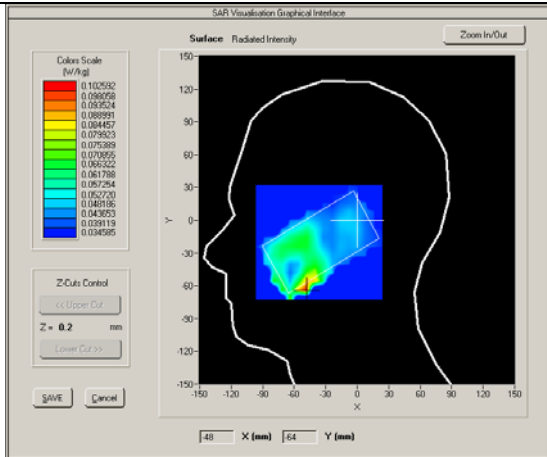 SAR Visualisation Graphical Interface
Surface Radiated Intensity
Zoom In/Out
Colors Scale
(W/kg)
0.102592
0.098058
0.093524
0.088991
0.084457
0.079923
0.075389
0.070855
0.066322
0.061788
0.057254
0.052720
0.048186
0.043653
0.039119
0.034585
Z-Cuts Control
<< Upper Cut
Z = 0.2 mm
Lower Cut >>
SAVE Cancel
150
120
90
60
30
0
-30
-60
-90
-120
-150
Y
-150 -120 -90 -60 -30 0 30 60 90 120 150
X
-48 X (mm) -64 Y (mm)